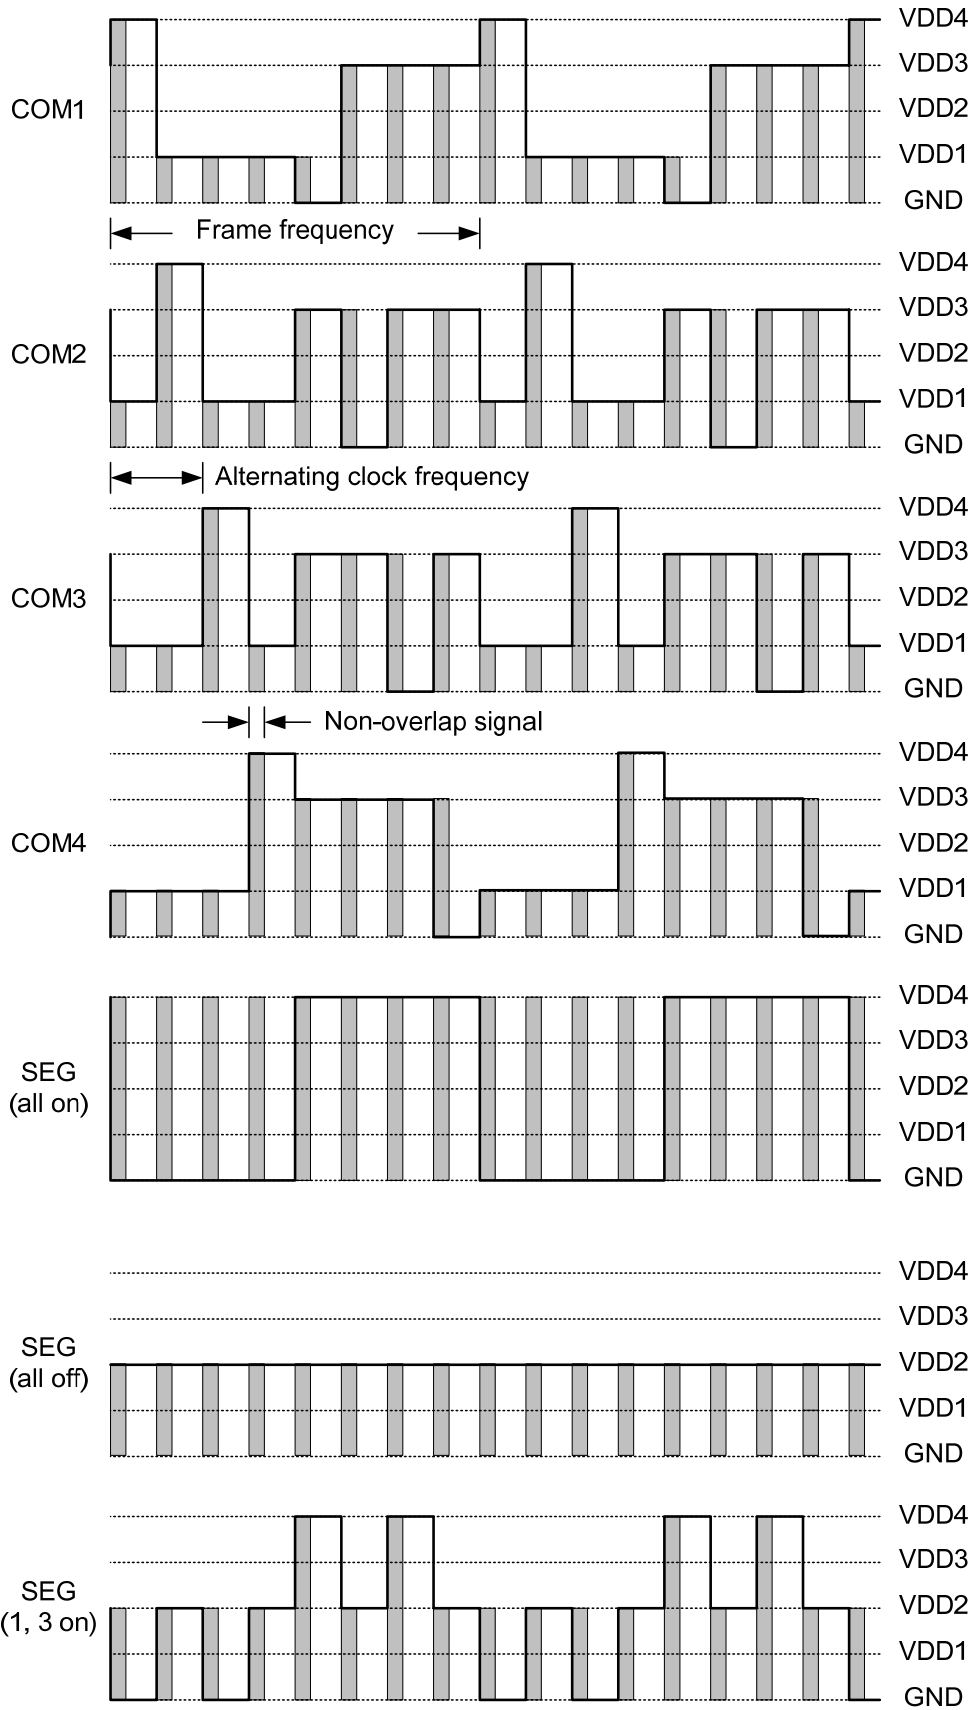 VDD4
VDD3
COM1
VDD2
VDD1
GND
Frame frequency
VDD4
VDD3
COM2
VDD2
VDD1
GND
Alternating clock frequency
VDD4
VDD3
COM3
VDD2
VDD1
GND
Non-overlap signal
VDD4
VDD3
COM4
VDD2
VDD1
GND
VDD4
VDD3
SEG
(all on)
VDD2
VDD1
GND
VDD4
VDD3
SEG
(all off)
VDD2
VDD1
GND
VDD4
VDD3
SEG
(1, 3 on)
VDD2
VDD1
GND